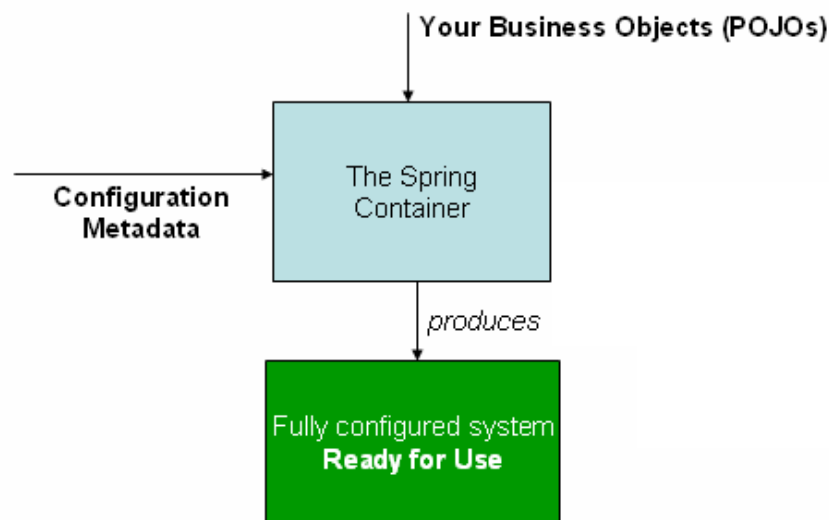 Your Business Objects (POJOs)
The Spring
Container
Configuration
Metadata
produces
Fully configured system
Ready for Use